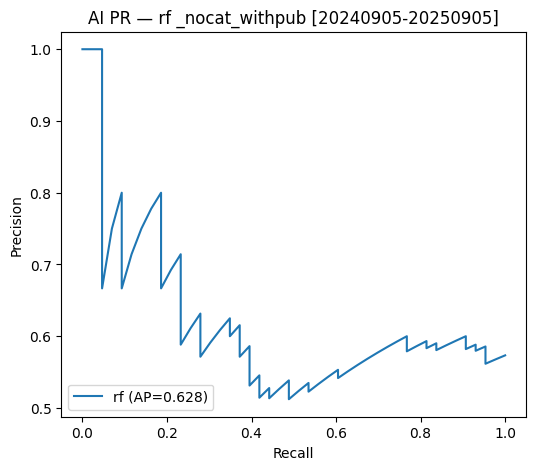 AI PR — rf _nocat_withpub [20240905-20250905]
1.0
0.9
0.8
0.7
0.6
0.5
Precision
rf (AP=0.628)
0.0 0.2 0.4 0.6 0.8 1.0
Recall